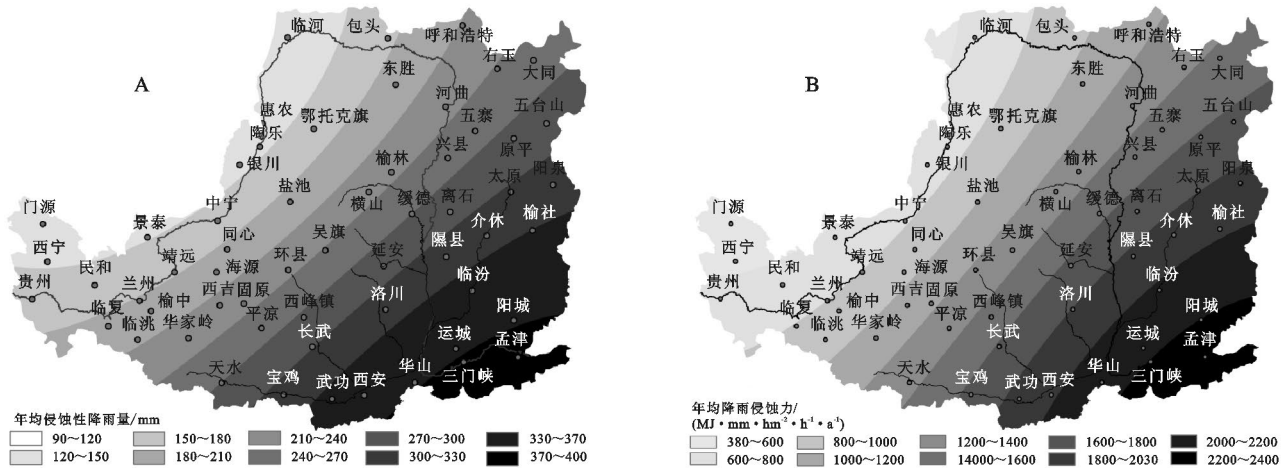 临河 包头 呼和浩特
右玉
大同
A
东胜
河曲
五台山
惠农
鄂托克旗
五寨
陶乐
原平
银川
兴县
阳泉
榆林
太原
盐池
横山
绥德
离石
门源
中宁
介休
榆社
景泰
吴旗
隰县
西宁
同心
延安
靖远
环县
临汾
民和
海源
贵州
兰州
西吉
固原
洛川
榆中
西峰镇
阳城
临夏
临洮
华家岭
平凉
长武
运城
孟津
天水
华山
宝鸡
武功
西安
三门峡
年均侵蚀性降雨量/mm
90～120 150～180 210～240 270～300 330～370
120～150 180～210 240～270 300～330 370～400
临河 包头 呼和浩特
右玉
大同
B
东胜
河曲
五台山
惠农
鄂托克旗
五寨
陶乐
原平
银川
兴县
阳泉
榆林
太原
盐池
横山
绥德
离石
门源
中宁
介休
榆社
景泰
吴旗
隰县
西宁
同心
延安
靖远
环县
临汾
民和
海源
贵州
兰州
西吉
固原
洛川
榆中
西峰镇
阳城
临夏
临洮
华家岭
平凉
长武
运城
孟津
天水
华山
宝鸡
武功
西安
三门峡
年均降雨侵蚀力/
(MJ·mm·hm⁻²·h⁻¹·a⁻¹)
380～600 800～1000 1200～1400 1600～1800 2000～2200
600～800 1000～1200 14000～1600 1800～2030 2200～2400